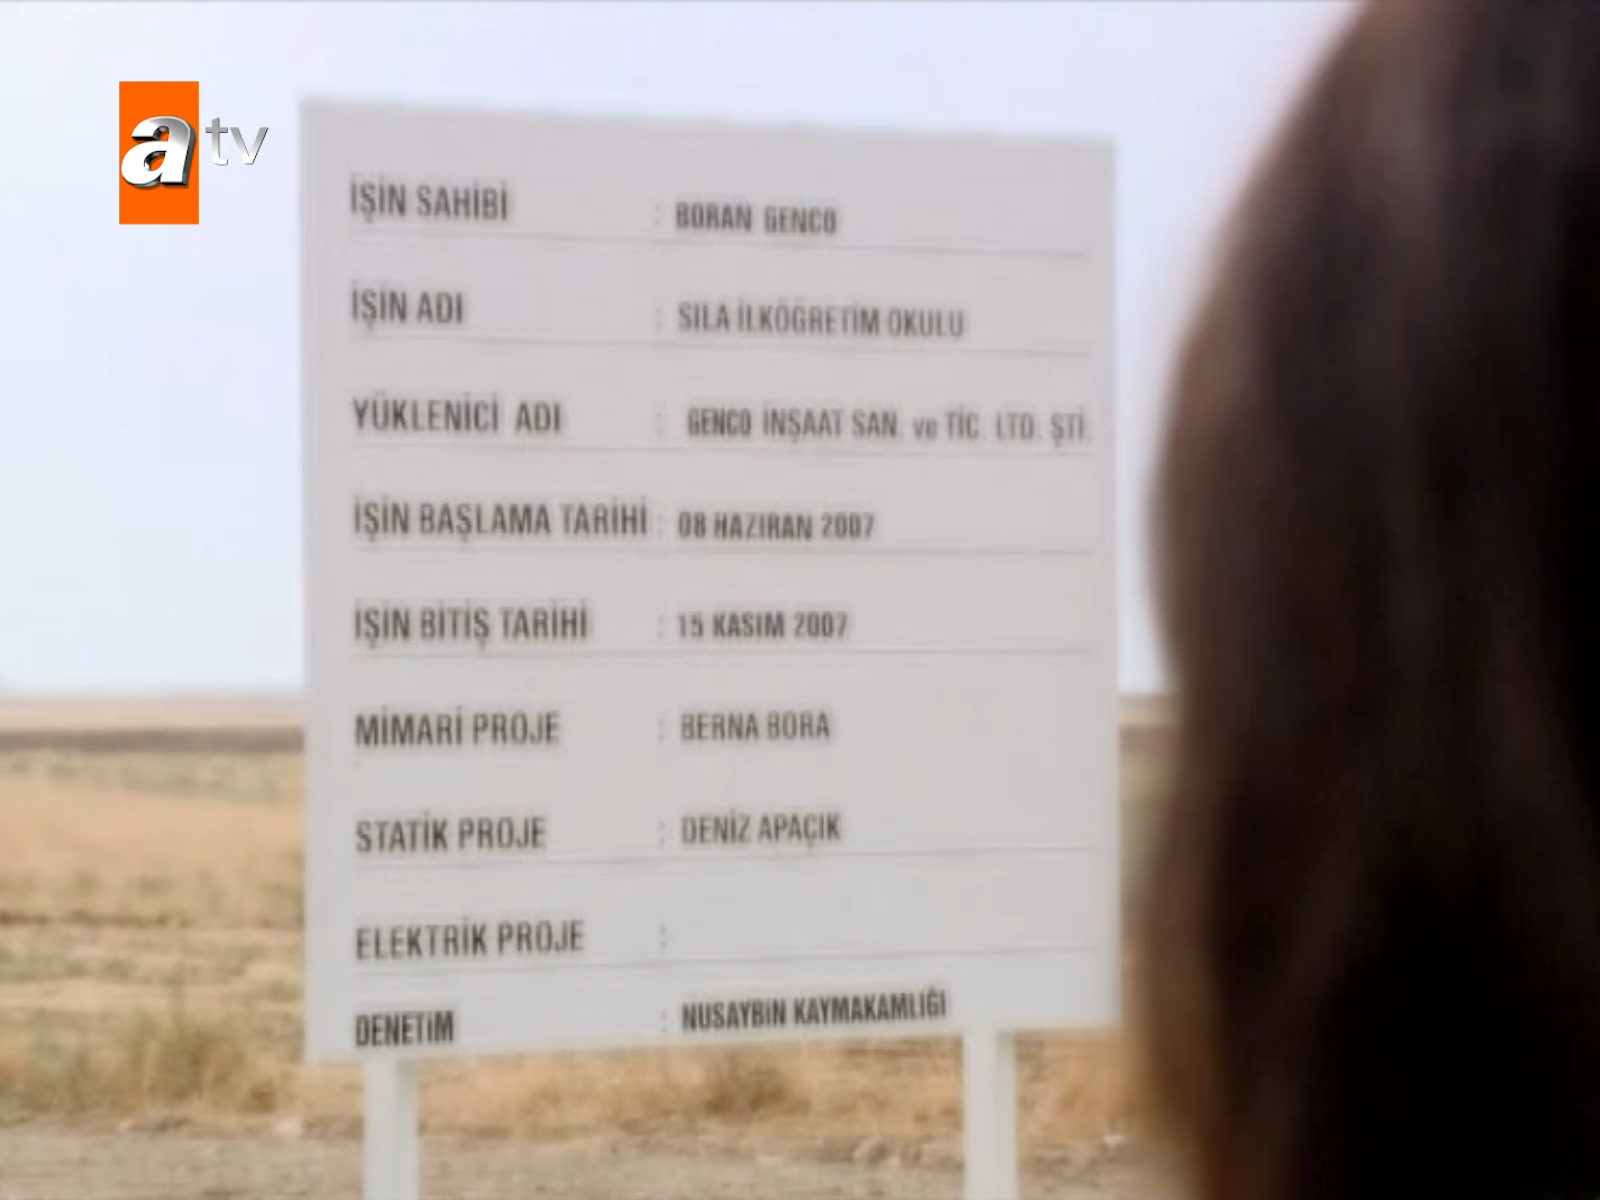 atv
İŞİN SAHİBİ : BORAN GENCO
İŞİN ADI : SILA İLKÖĞRETİM OKULU
YÜKLENİCİ ADI : GENCO İNŞAAT SAN. ve TİC. LTD. ŞTİ.
İŞİN BAŞLAMA TARİHİ : 08 HAZIRAN 2007
İŞİN BİTİŞ TARİHİ : 15 KASIM 2007
MİMARİ PROJE : BERNA BORA
STATİK PROJE : DENİZ APAÇIK
ELEKTRİK PROJE :
DENETİM : NUSAYBİN KAYMAKAMLIĞI